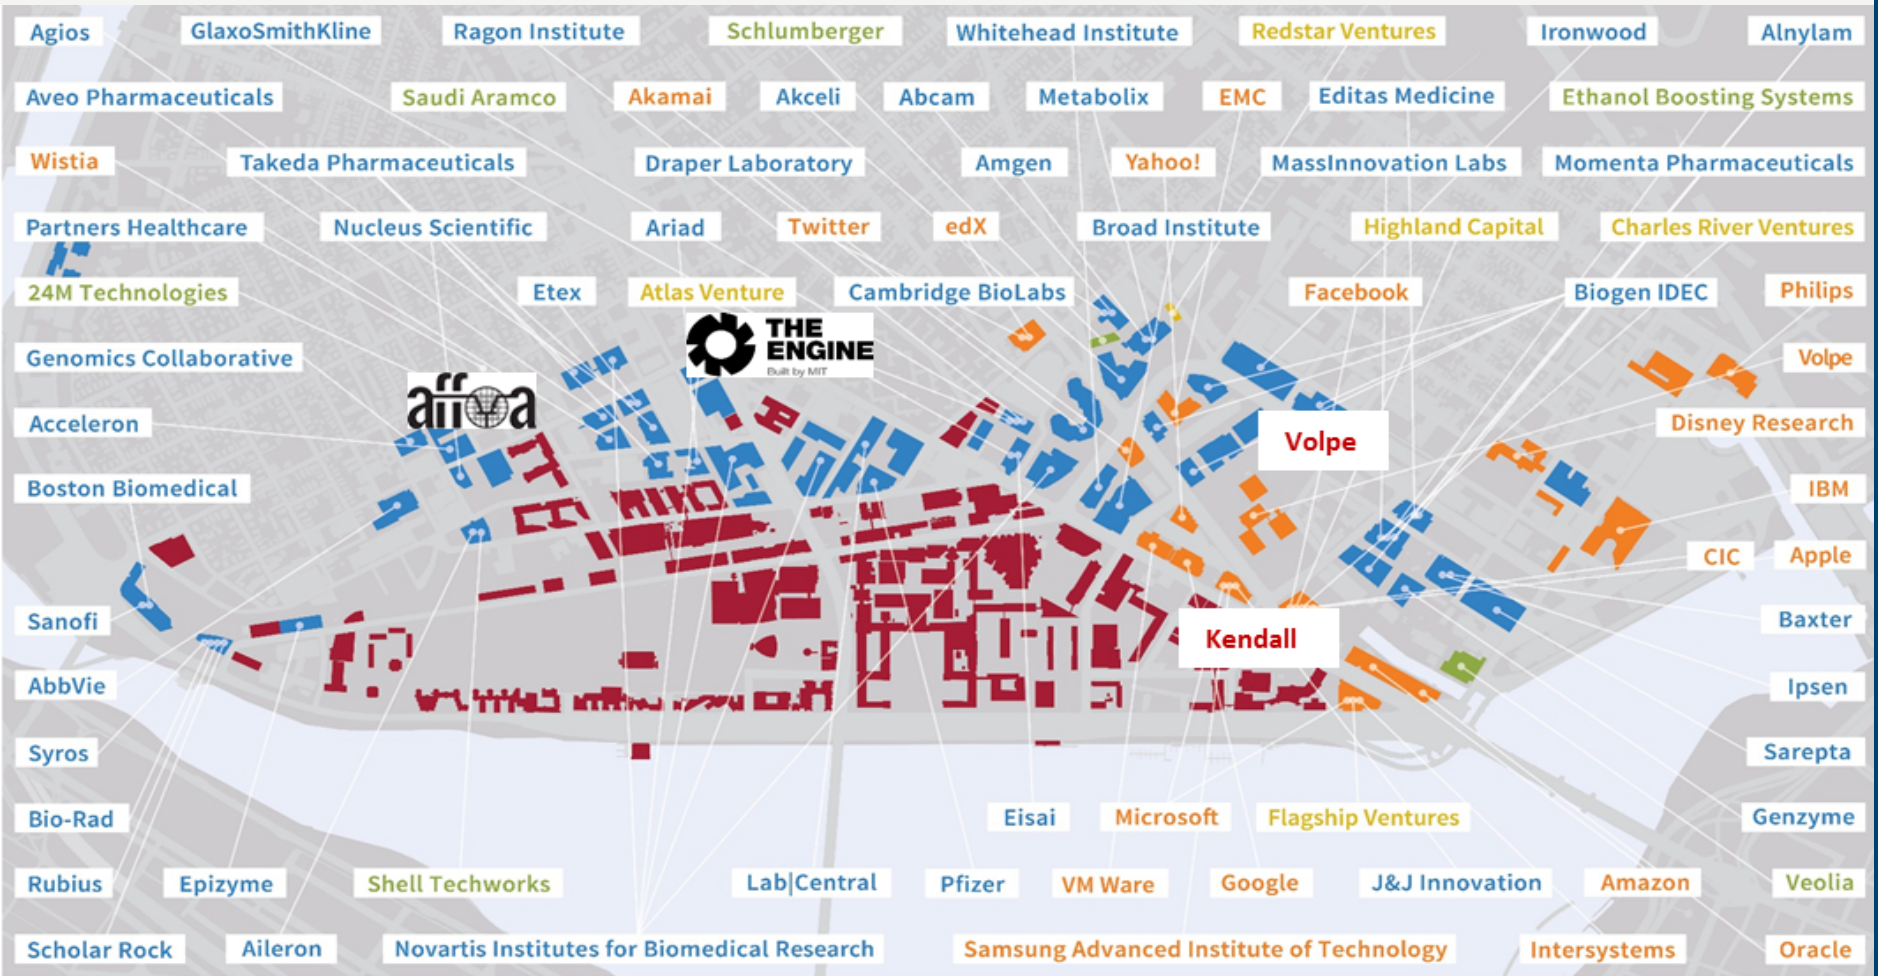 Agios
GlaxoSmithKline
Ragon Institute
Schlumberger
Whitehead Institute
Redstar Ventures
Ironwood
Alnylam
Aveo Pharmaceuticals
Saudi Aramco
Akamai
Akceli
Abcam
Metabolix
EMC
Editas Medicine
Ethanol Boosting Systems
Wistia
Takeda Pharmaceuticals
Draper Laboratory
Amgen
Yahoo!
MassInnovation Labs
Momenta Pharmaceuticals
Partners Healthcare
Nucleus Scientific
Ariad
Twitter
edX
Broad Institute
Highland Capital
Charles River Ventures
24M Technologies
Etex
Atlas Venture
Cambridge BioLabs
Facebook
Biogen IDEC
Philips
THE
ENGINE
Built by MIT
Genomics Collaborative
Volpe
affoa
Acceleron
Disney Research
Volpe
Boston Biomedical
IBM
CIC
Apple
Sanofi
Kendall
Baxter
AbbVie
Ipsen
Syros
Sarepta
Bio-Rad
Eisai
Microsoft
Flagship Ventures
Genzyme
Rubius
Epizyme
Shell Techworks
Lab|Central
Pfizer
VM Ware
Google
J&J Innovation
Amazon
Veolia
Scholar Rock
Aileron
Novartis Institutes for Biomedical Research
Samsung Advanced Institute of Technology
Intersystems
Oracle